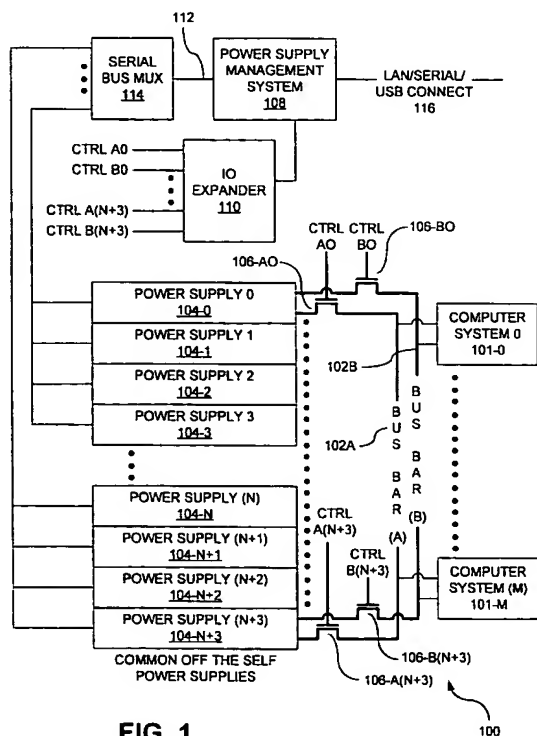 112
SERIAL
BUS MUX
114
POWER SUPPLY
MANAGEMENT
SYSTEM
108
LAN/SERIAL/
USB CONNECT
116
CTRL A0
CTRL B0
CTRL A(N+3)
CTRL B(N+3)
IO
EXPANDER
110
CTRL
AO
CTRL
BO
106-BO
106-AO
POWER SUPPLY 0
104-0
POWER SUPPLY 1
104-1
POWER SUPPLY 2
104-2
POWER SUPPLY 3
104-3
COMPUTER
SYSTEM 0
101-0
102B
102A
BUS BAR (A)
BUS BAR (B)
POWER SUPPLY (N)
104-N
POWER SUPPLY (N+1)
104-N+1
POWER SUPPLY (N+2)
104-N+2
POWER SUPPLY (N+3)
104-N+3
CTRL
A(N+3)
CTRL
B(N+3)
COMPUTER
SYSTEM (M)
101-M
COMMON OFF THE SELF
POWER SUPPLIES
106-B(N+3)
106-A(N+3)
FIG. 1
100